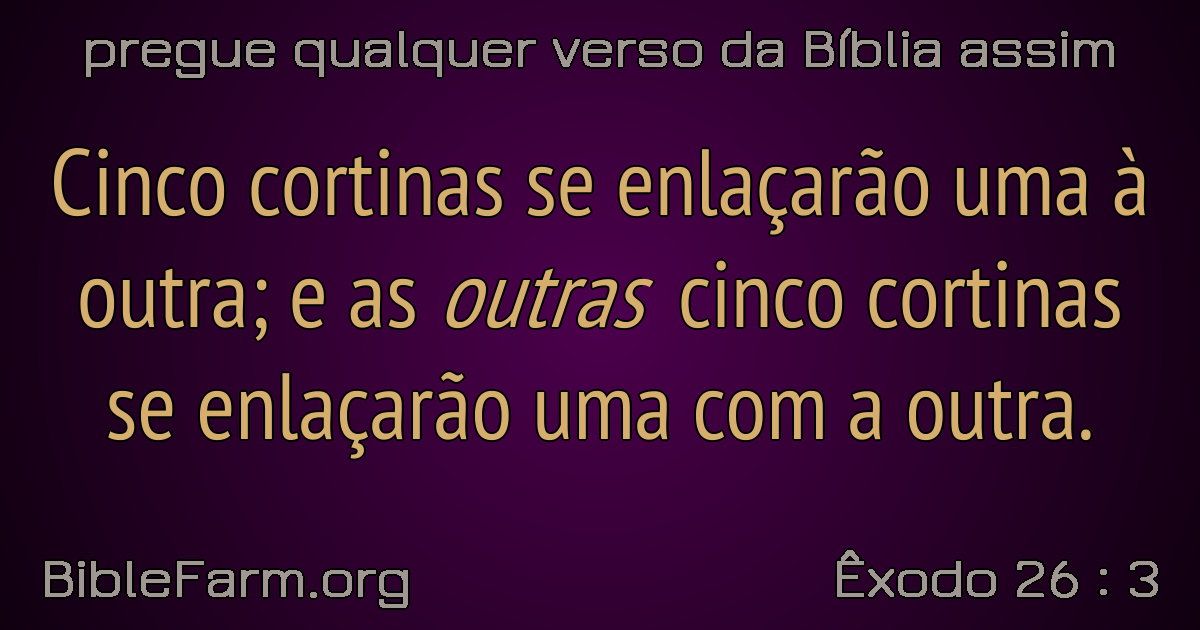 pregue qualquer verso da Bíblia assim
Cinco cortinas se enlaçarão uma à
outra; e as outras cinco cortinas
se enlaçarão uma com a outra.
BibleFarm.org
Êxodo 26 : 3